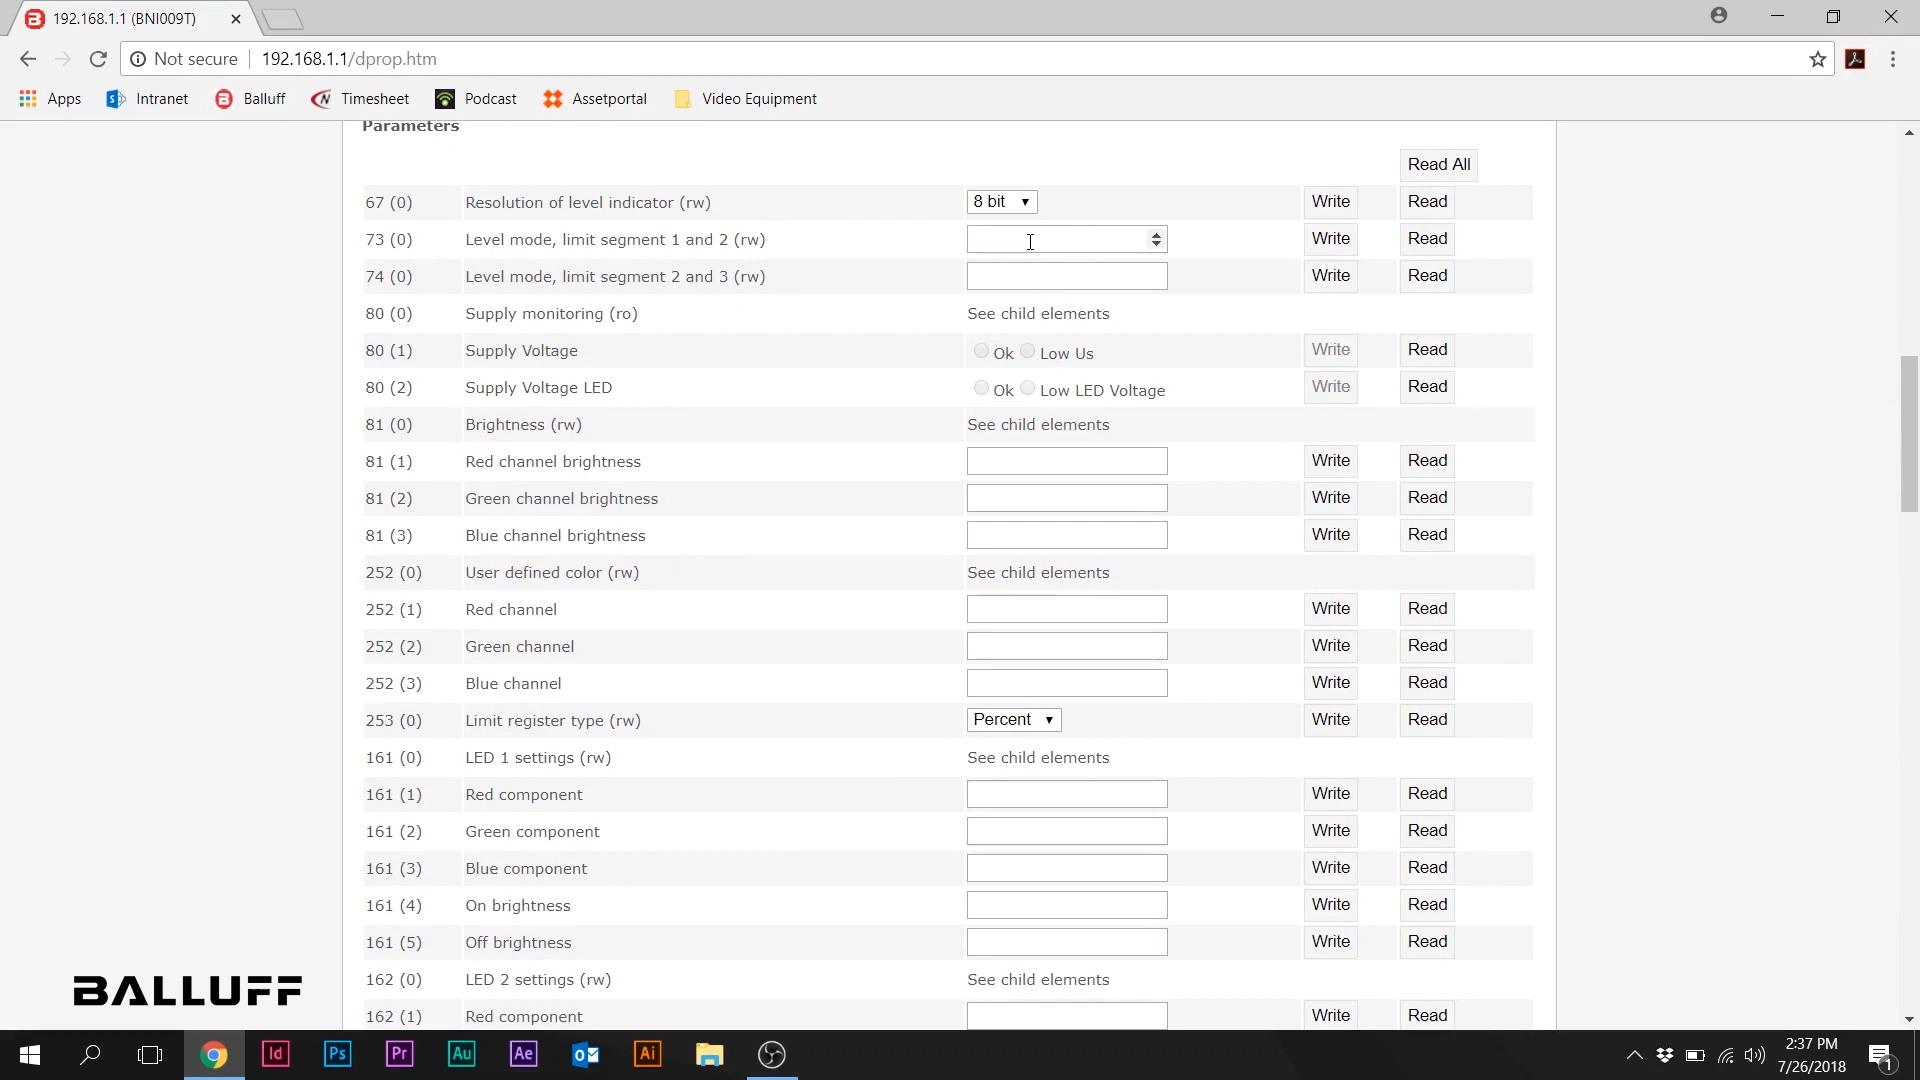 192.168.1.1 (BNI009T)
Not secure 192.168.1.1/dprop.htm
Apps Intranet Balluff Timesheet Podcast Assetportal Video Equipment
Parameters
Read All
67 (0) Resolution of level indicator (rw) 8 bit Write Read
73 (0) Level mode, limit segment 1 and 2 (rw) Write Read
74 (0) Level mode, limit segment 2 and 3 (rw) Write Read
80 (0) Supply monitoring (ro) See child elements
80 (1) Supply Voltage Ok Low Us Write Read
80 (2) Supply Voltage LED Ok Low LED Voltage Write Read
81 (0) Brightness (rw) See child elements
81 (1) Red channel brightness Write Read
81 (2) Green channel brightness Write Read
81 (3) Blue channel brightness Write Read
252 (0) User defined color (rw) See child elements
252 (1) Red channel Write Read
252 (2) Green channel Write Read
252 (3) Blue channel Write Read
253 (0) Limit register type (rw) Percent Write Read
161 (0) LED 1 settings (rw) See child elements
161 (1) Red component Write Read
161 (2) Green component Write Read
161 (3) Blue component Write Read
161 (4) On brightness Write Read
161 (5) Off brightness Write Read
162 (0) LED 2 settings (rw) See child elements
162 (1) Red component Write Read
BALLUFF
Id Ps Pr Au Ae Ai
2:37 PM
7/26/2018
1